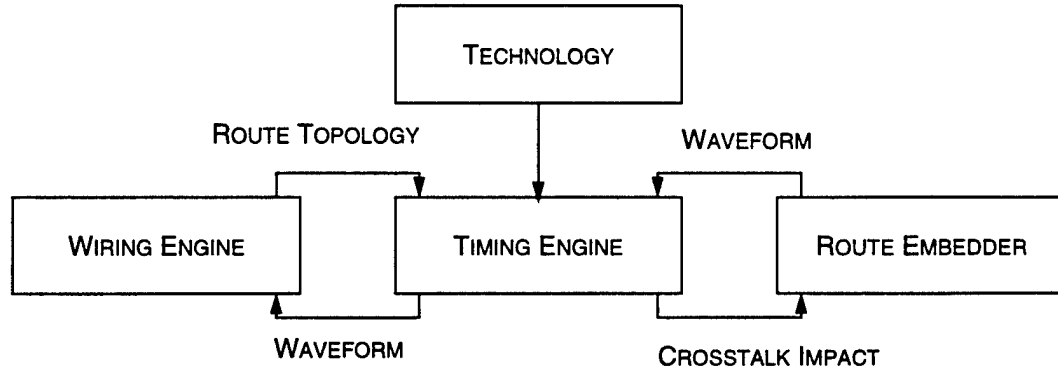 TECHNOLOGY
ROUTE TOPOLOGY
WAVEFORM
WIRING ENGINE
TIMING ENGINE
ROUTE EMBEDDER
WAVEFORM
CROSSTALK IMPACT